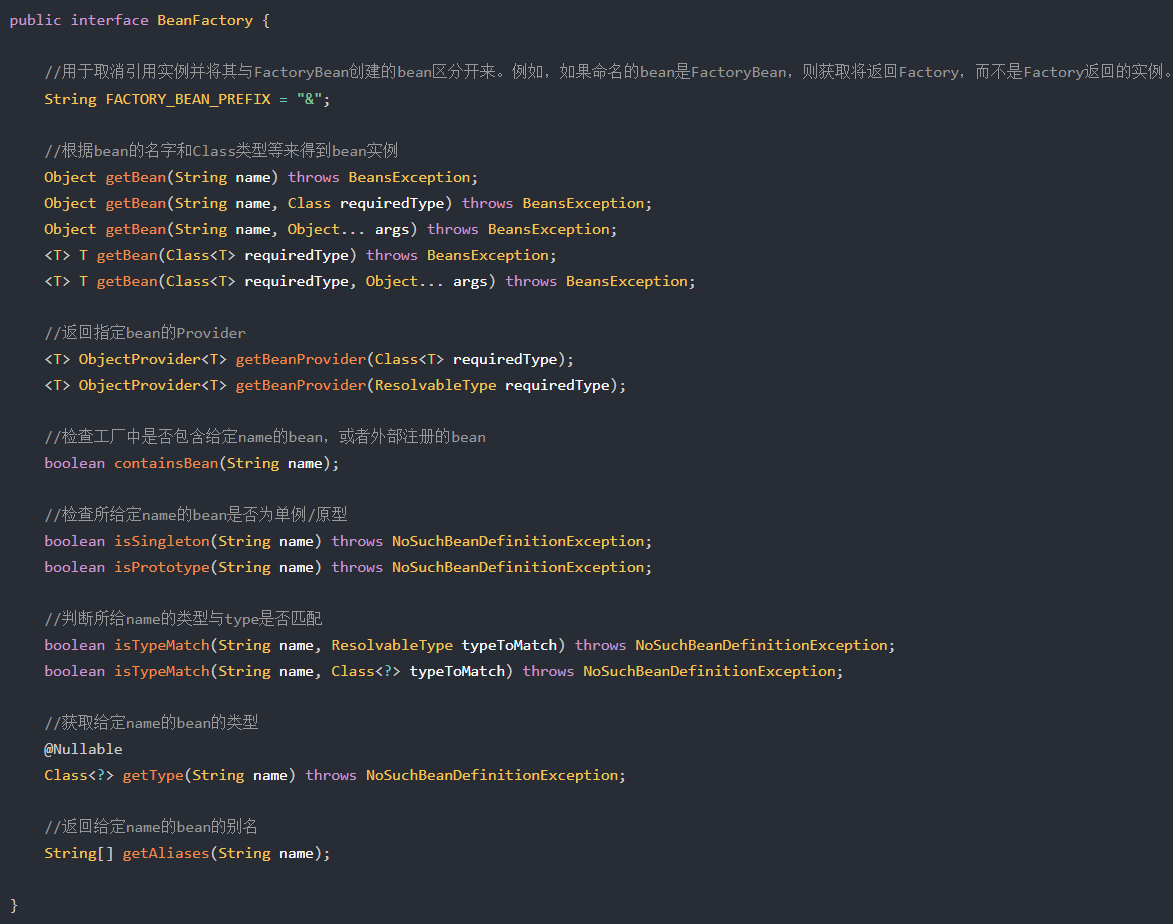 public interface BeanFactory {
//用于取消引用实例并将其与FactoryBean创建的bean区分开来。例如，如果命名的bean是FactoryBean，则获取将返回Factory，而不是Factory返回的实例。
String FACTORY_BEAN_PREFIX = "&";
//根据bean的名字和Class类型等来得到bean实例
Object getBean(String name) throws BeansException;
Object getBean(String name, Class requiredType) throws BeansException;
Object getBean(String name, Object... args) throws BeansException;
<T> T getBean(Class<T> requiredType) throws BeansException;
<T> T getBean(Class<T> requiredType, Object... args) throws BeansException;
//返回指定bean的Provider
<T> ObjectProvider<T> getBeanProvider(Class<T> requiredType);
<T> ObjectProvider<T> getBeanProvider(ResolvableType requiredType);
//检查工厂中是否包含给定name的bean，或者外部注册的bean
boolean containsBean(String name);
//检查所给定name的bean是否为单例/原型
boolean isSingleton(String name) throws NoSuchBeanDefinitionException;
boolean isPrototype(String name) throws NoSuchBeanDefinitionException;
//判断所给name的类型与type是否匹配
boolean isTypeMatch(String name, ResolvableType typeToMatch) throws NoSuchBeanDefinitionException;
boolean isTypeMatch(String name, Class<?> typeToMatch) throws NoSuchBeanDefinitionException;
//获取给定name的bean的类型
@Nullable
Class<?> getType(String name) throws NoSuchBeanDefinitionException;
//返回给定name的bean的别名
String[] getAliases(String name);
}